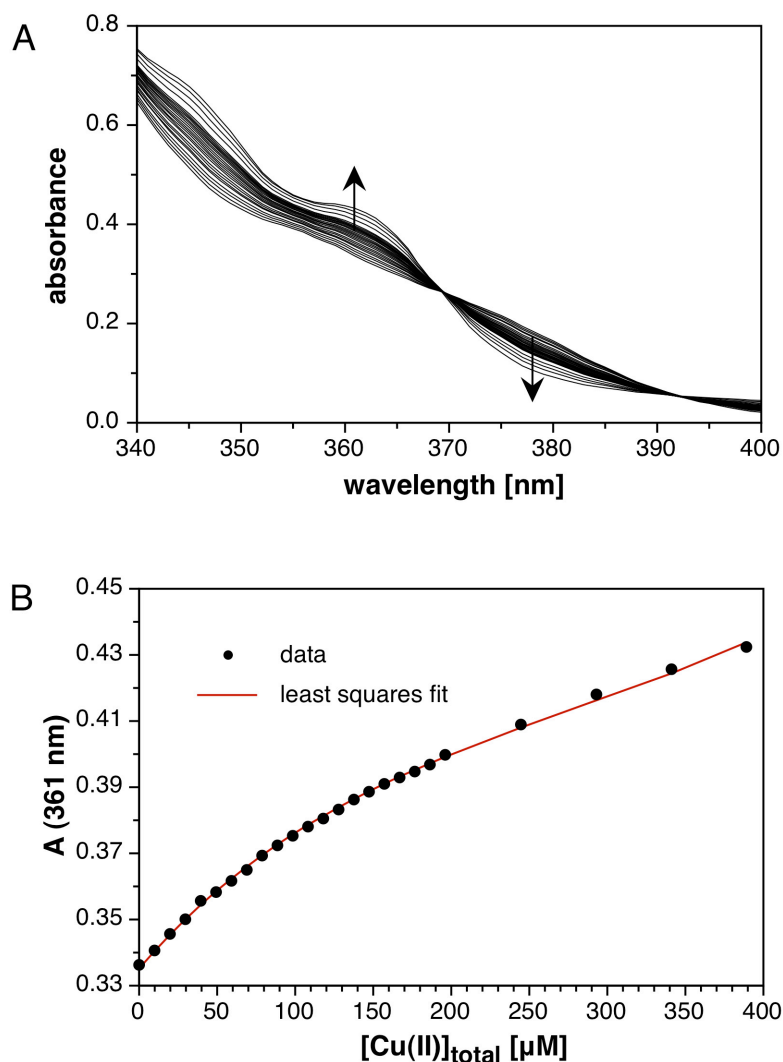 A
0.8
0.6
0.4
0.2
0.0
absorbance
340 350 360 370 380 390 400
wavelength [nm]
B
0.45
0.43
0.41
0.39
0.37
0.35
0.33
A (361 nm)
data
least squares fit
0 50 100 150 200 250 300 350 400
[Cu(II)]total [µM]